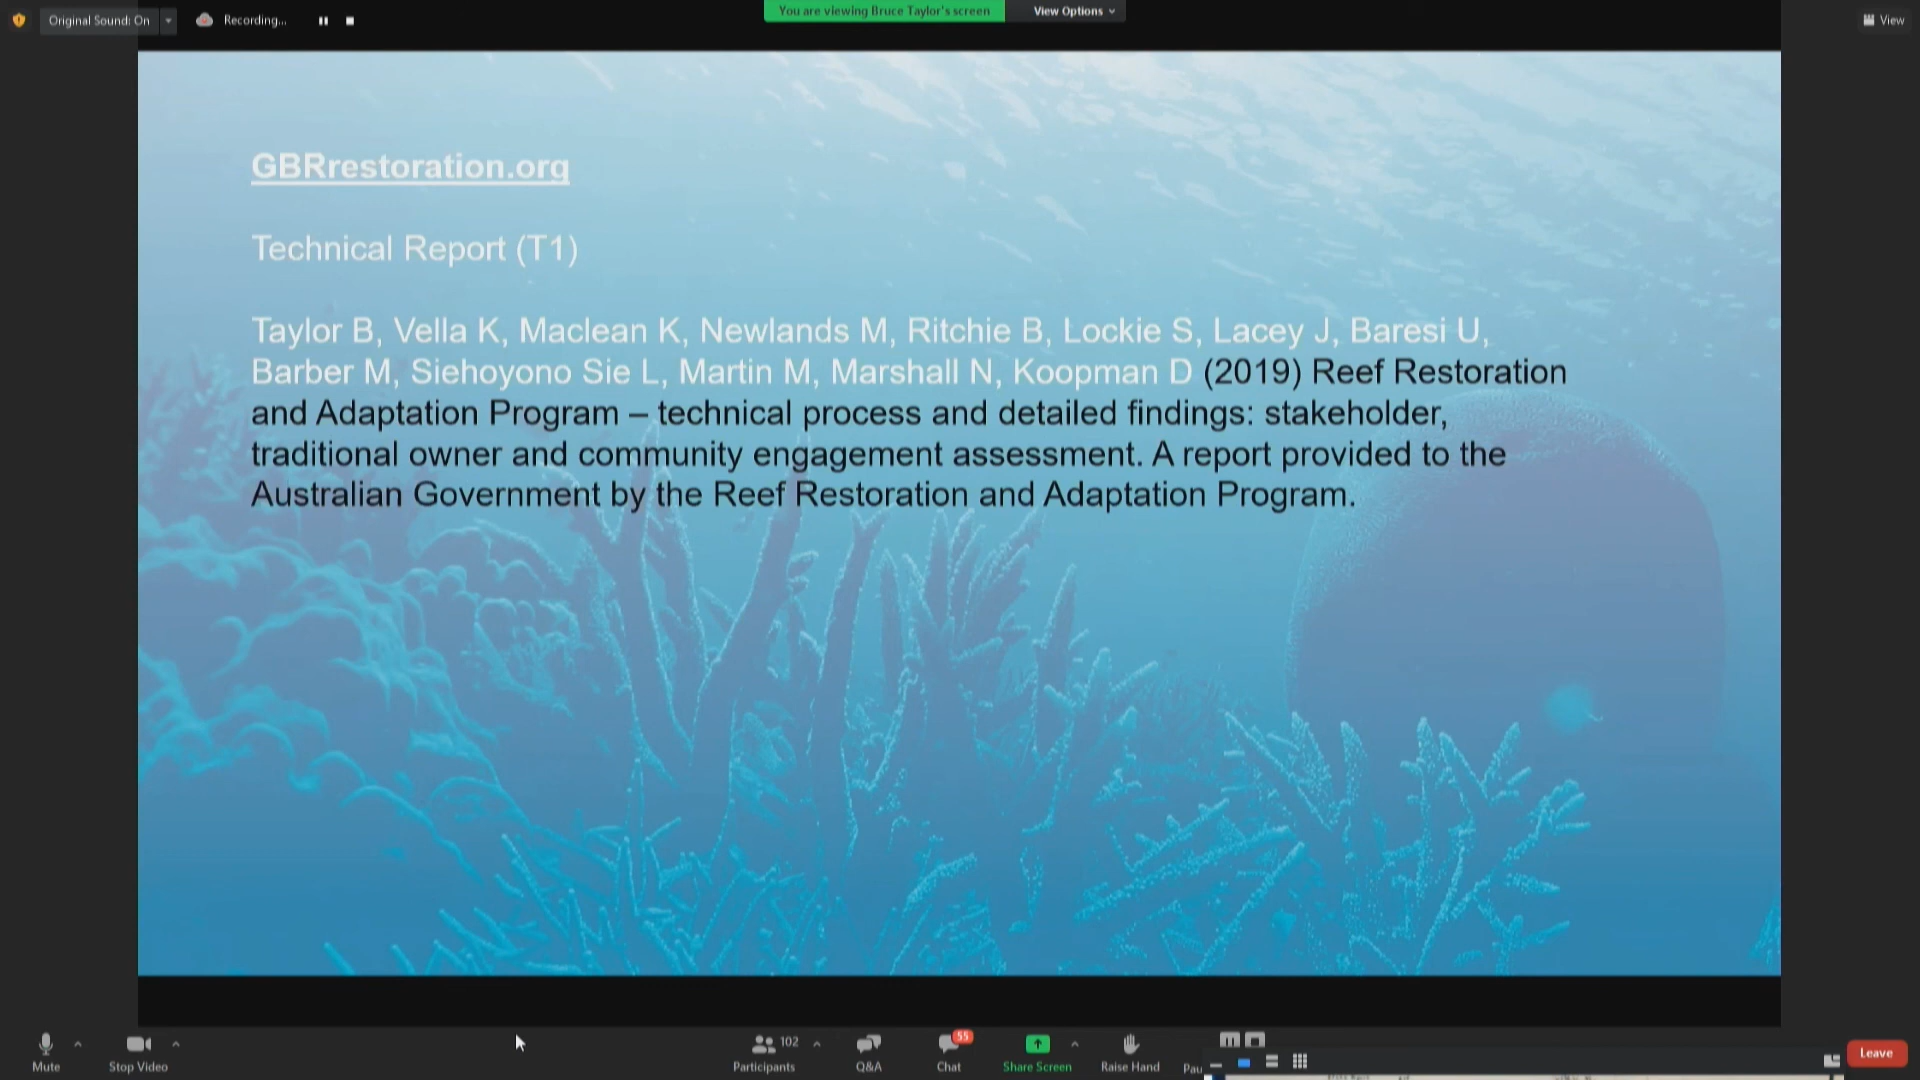 Original Sound: On
Recording...
You are viewing Bruce Taylor's screen
View Options
View
GBRrestoration.org
Technical Report (T1)
Taylor B, Vella K, Maclean K, Newlands M, Ritchie B, Lockie S, Lacey J, Baresi U,
Barber M, Siehoyono Sie L, Martin M, Marshall N, Koopman D (2019) Reef Restoration
and Adaptation Program – technical process and detailed findings: stakeholder,
traditional owner and community engagement assessment. A report provided to the
Australian Government by the Reef Restoration and Adaptation Program.
102
55
Mute
Stop Video
Participants
Q&A
Chat
Share Screen
Raise Hand
Leave